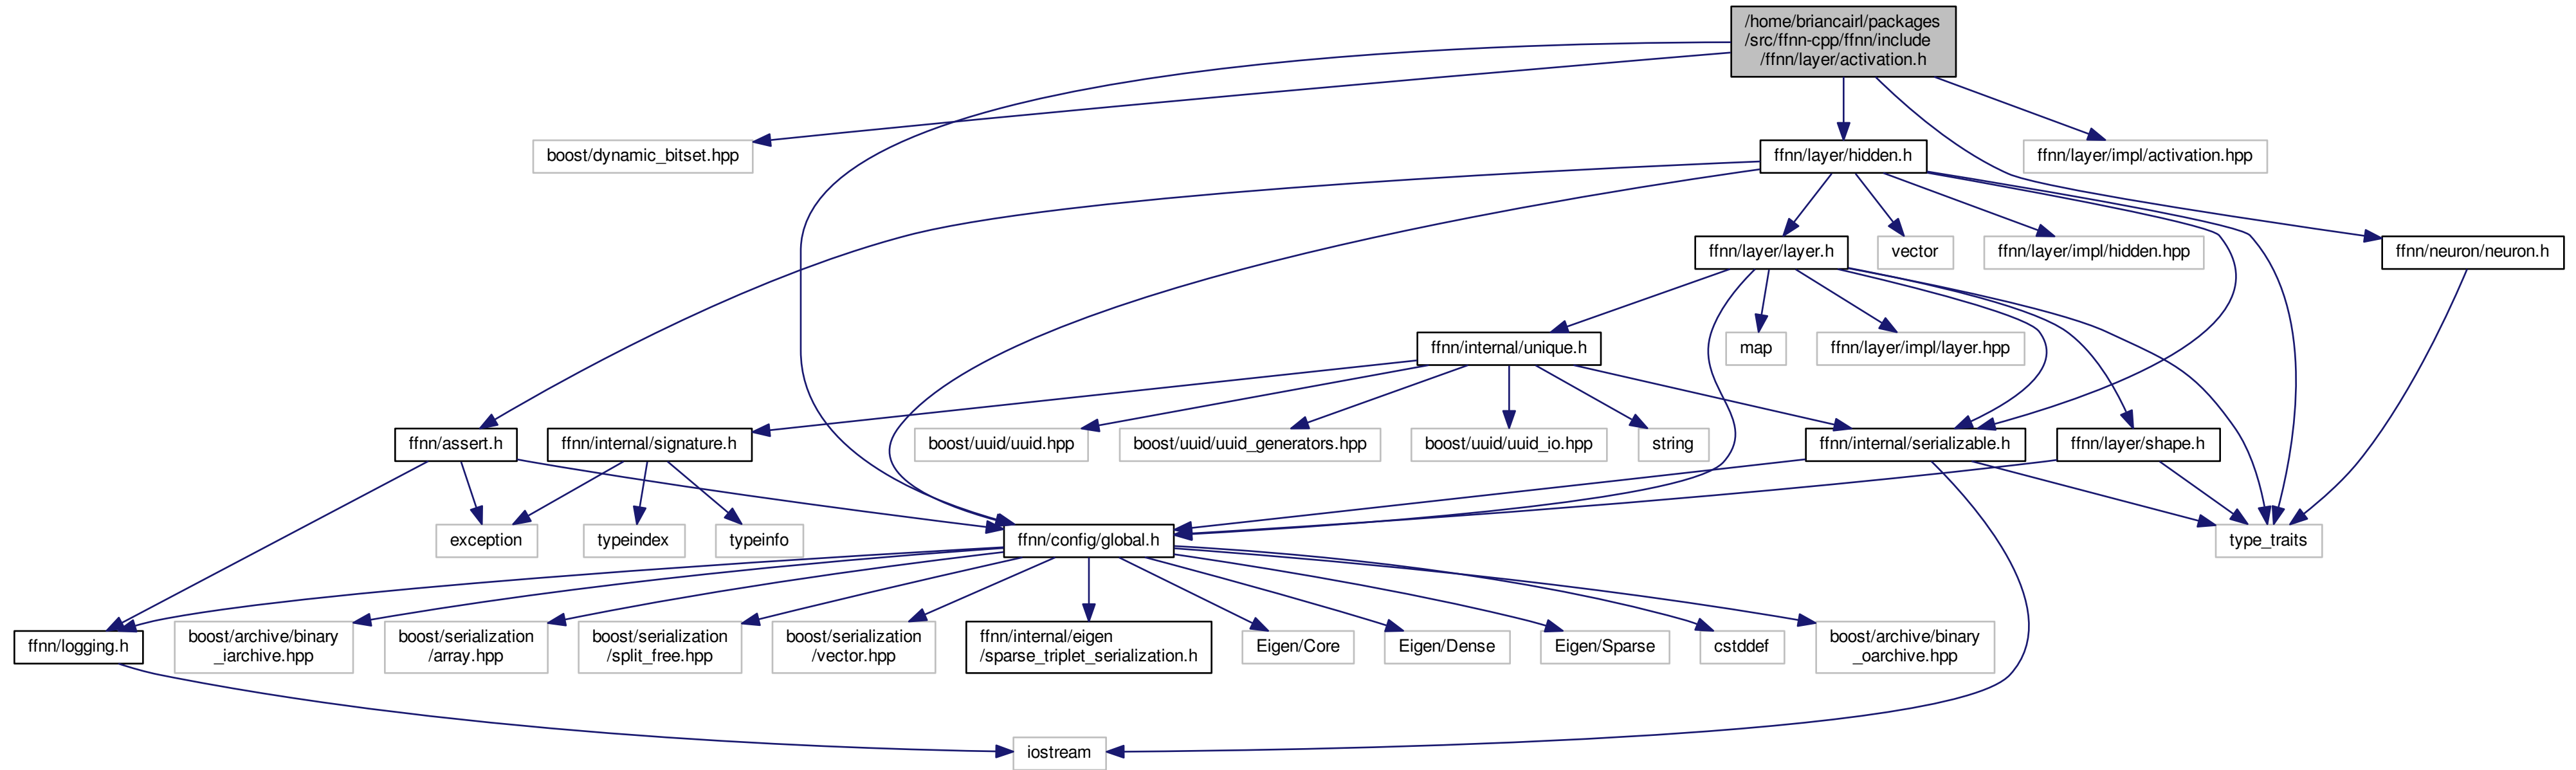 /home/briancairl/packages
/src/ffnn-cpp/ffnn/include
/ffnn/layer/activation.h
boost/dynamic_bitset.hpp
ffnn/layer/hidden.h
ffnn/layer/impl/activation.hpp
ffnn/layer/layer.h
vector
ffnn/layer/impl/hidden.hpp
ffnn/neuron/neuron.h
ffnn/internal/unique.h
map
ffnn/layer/impl/layer.hpp
ffnn/assert.h
ffnn/internal/signature.h
boost/uuid/uuid.hpp
boost/uuid/uuid_generators.hpp
boost/uuid/uuid_io.hpp
string
ffnn/internal/serializable.h
ffnn/layer/shape.h
exception
typeindex
typeinfo
ffnn/config/global.h
type_traits
ffnn/logging.h
boost/archive/binary
_iarchive.hpp
boost/serialization
/array.hpp
boost/serialization
/split_free.hpp
boost/serialization
/vector.hpp
ffnn/internal/eigen
/sparse_triplet_serialization.h
Eigen/Core
Eigen/Dense
Eigen/Sparse
cstddef
boost/archive/binary
_oarchive.hpp
iostream